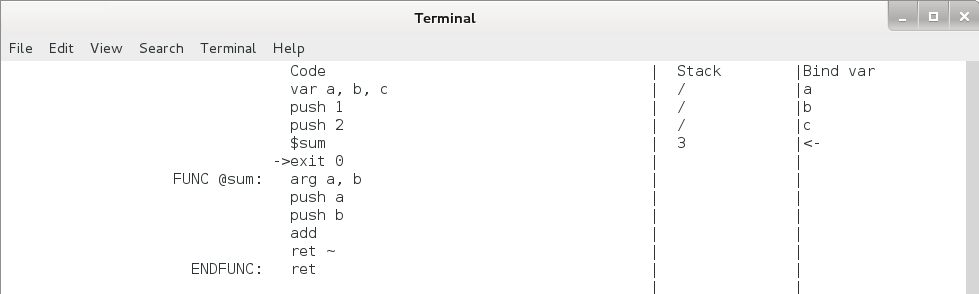 Terminal
File Edit View Search Terminal Help
Code | Stack |Bind var
var a, b, c | / |a
push 1 | / |b
push 2 | / |c
$sum | 3 |<-
->exit 0 | |
FUNC @sum: arg a, b | |
push a | |
push b | |
add | |
ret ~ | |
ENDFUNC: ret | |
| |